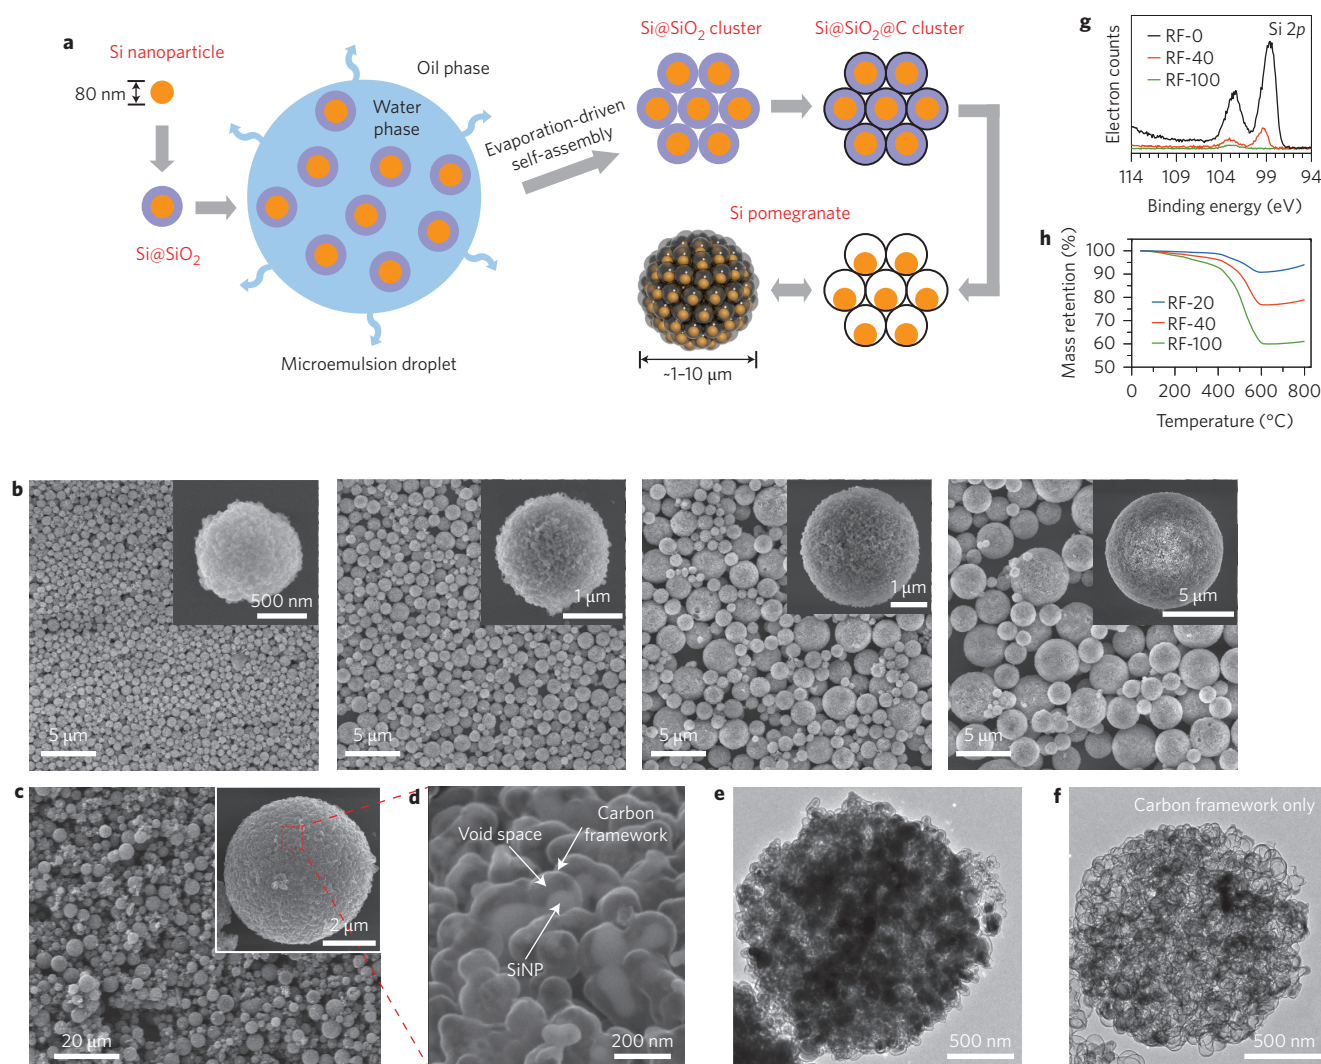 a
Si nanoparticle
80 nm
Si@SiO₂
Oil phase
Water
phase
Microemulsion droplet
Evaporation-driven
self-assembly
Si@SiO₂ cluster
Si@SiO₂@C cluster
Si pomegranate
~1–10 μm
g
Si 2p
RF-0
RF-40
RF-100
Electron counts
114 109 104 99 94
Binding energy (eV)
h
Mass retention (%)
100
90
80
70
60
50
RF-20
RF-40
RF-100
0 200 400 600 800
Temperature (°C)
b
500 nm
5 μm
1 μm
5 μm
1 μm
5 μm
5 μm
5 μm
c
2 μm
20 μm
d
Void space
Carbon
framework
SiNP
200 nm
e
500 nm
f
Carbon framework only
500 nm